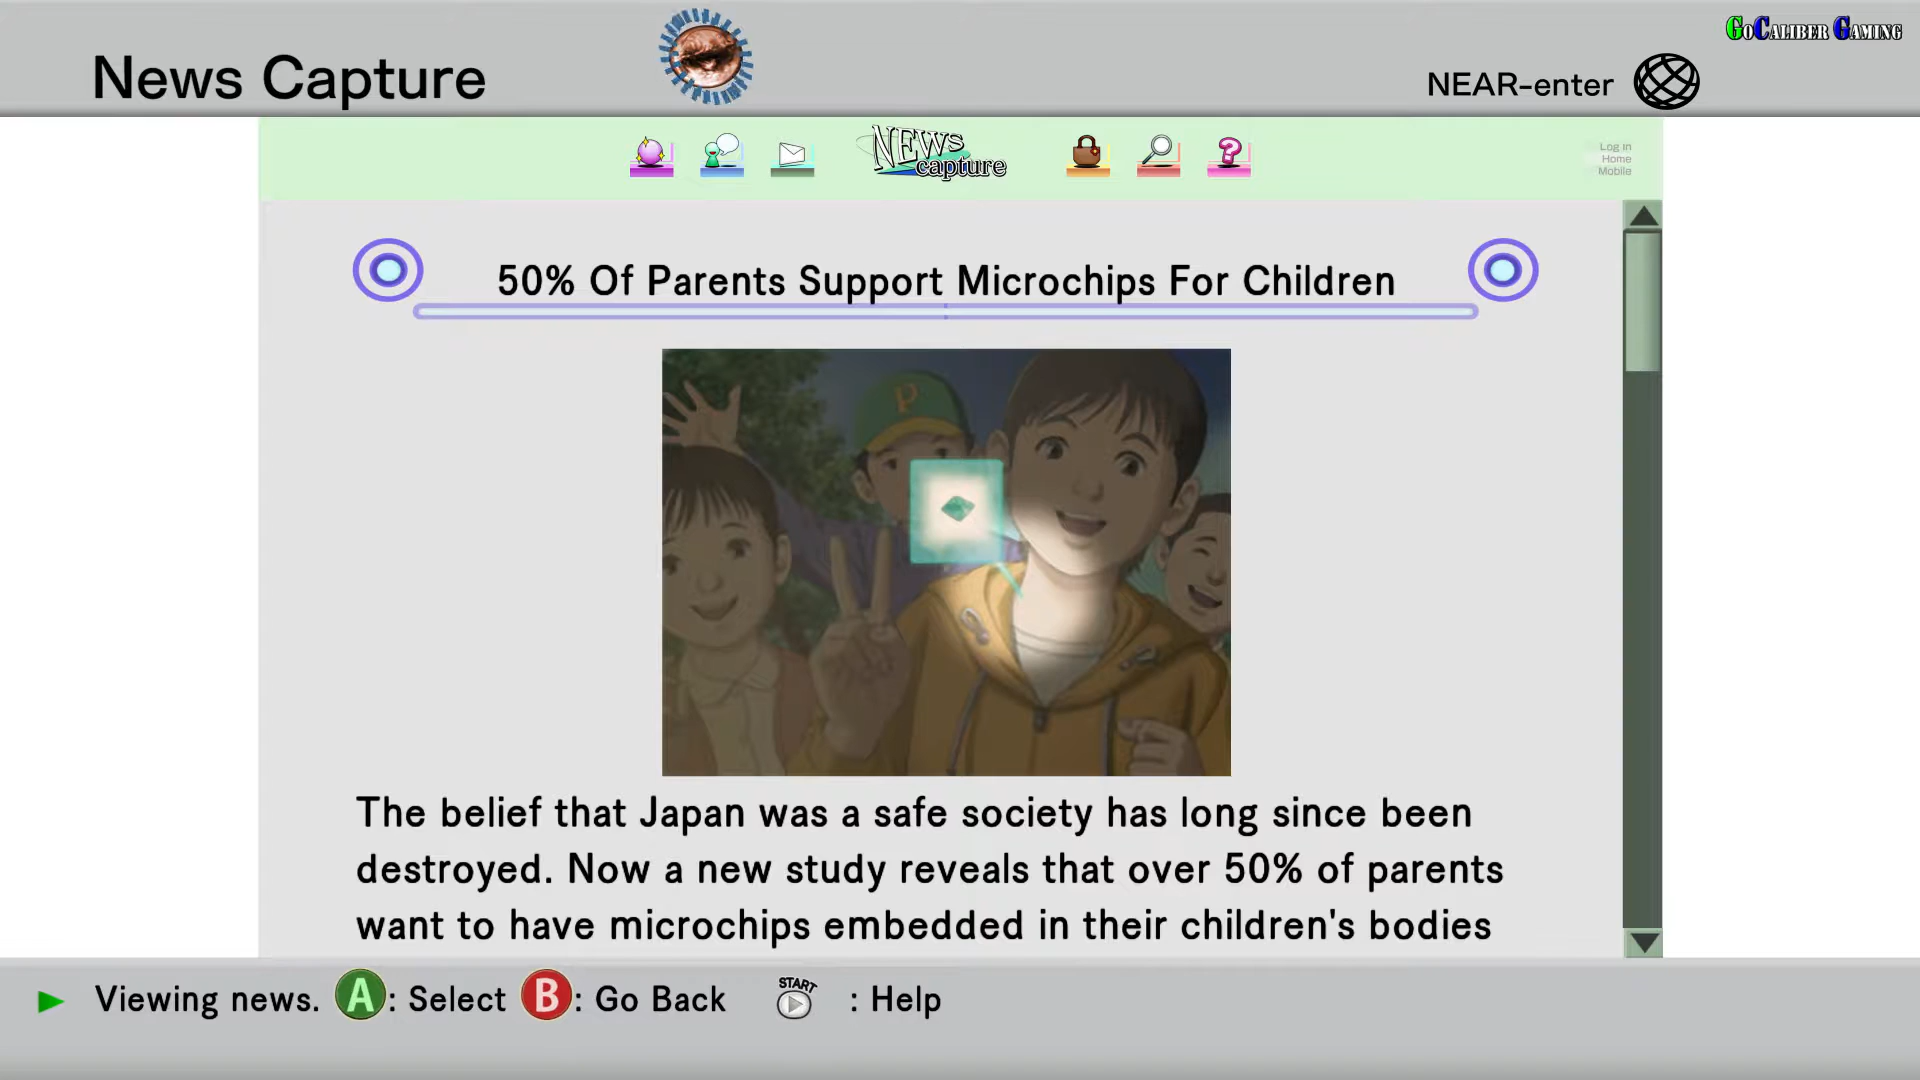 GoCaliber Gaming
News Capture
NEAR-enter
NEWS
capture
Log in
Home
Mobile
50% Of Parents Support Microchips For Children
P
The belief that Japan was a safe society has long since been
destroyed. Now a new study reveals that over 50% of parents
want to have microchips embedded in their children's bodies
Viewing news. A : Select B : Go Back START : Help